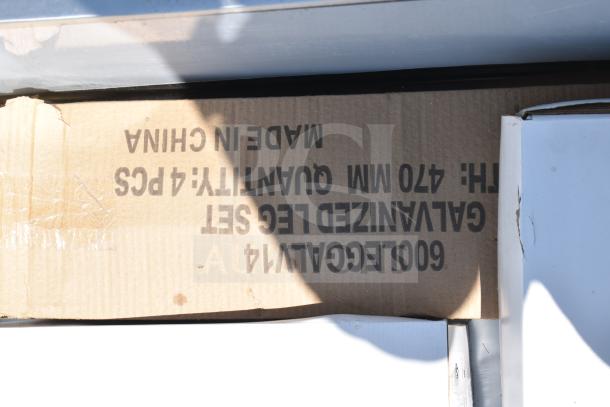 600LEGGALV14
GALVANIZED LEG SET
TH: 470 MM QUANTITY: 4 PCS
MADE IN CHINA